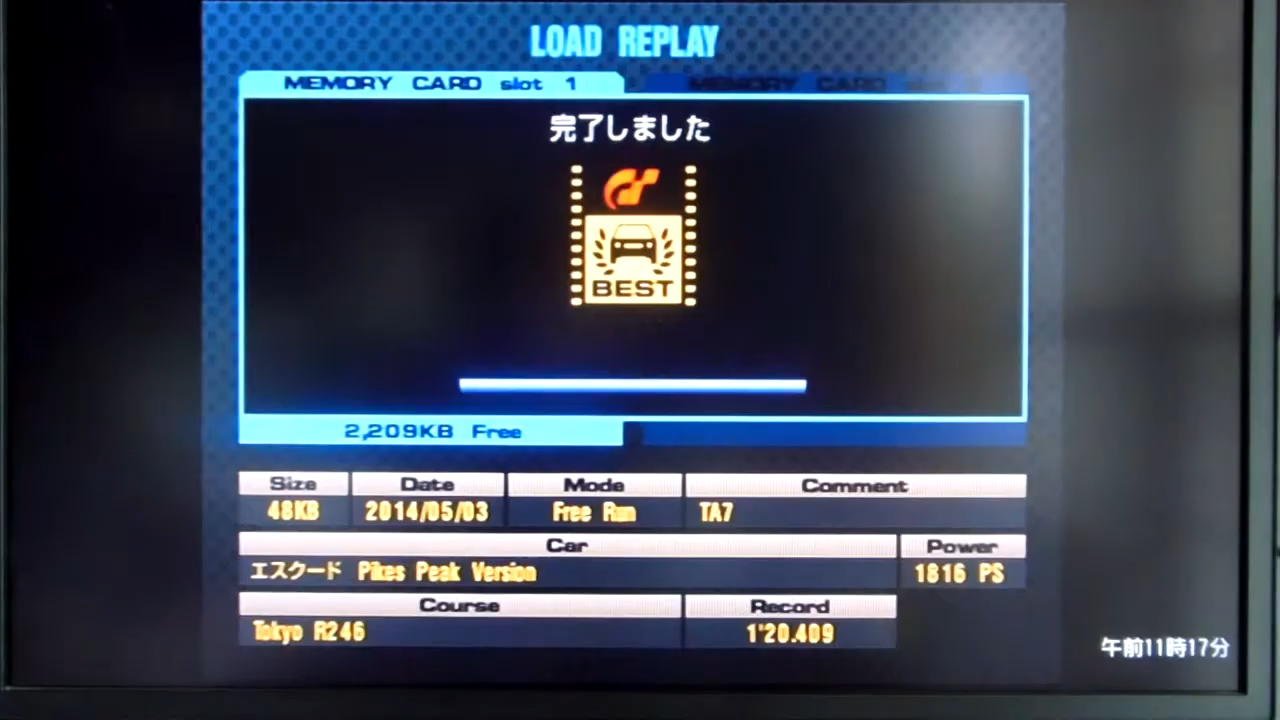 LOAD REPLAY
MEMORY CARD slot 1
MEMORY CARD
完了しました
GT
BEST
2,209KB Free
Size Date Mode Comment
48KB 2014/05/03 Free Run TA7
Car Power
エスクード Pikes Peak Version 1816 PS
Course Record
Tokyo R246 1'20.409
午前11時17分